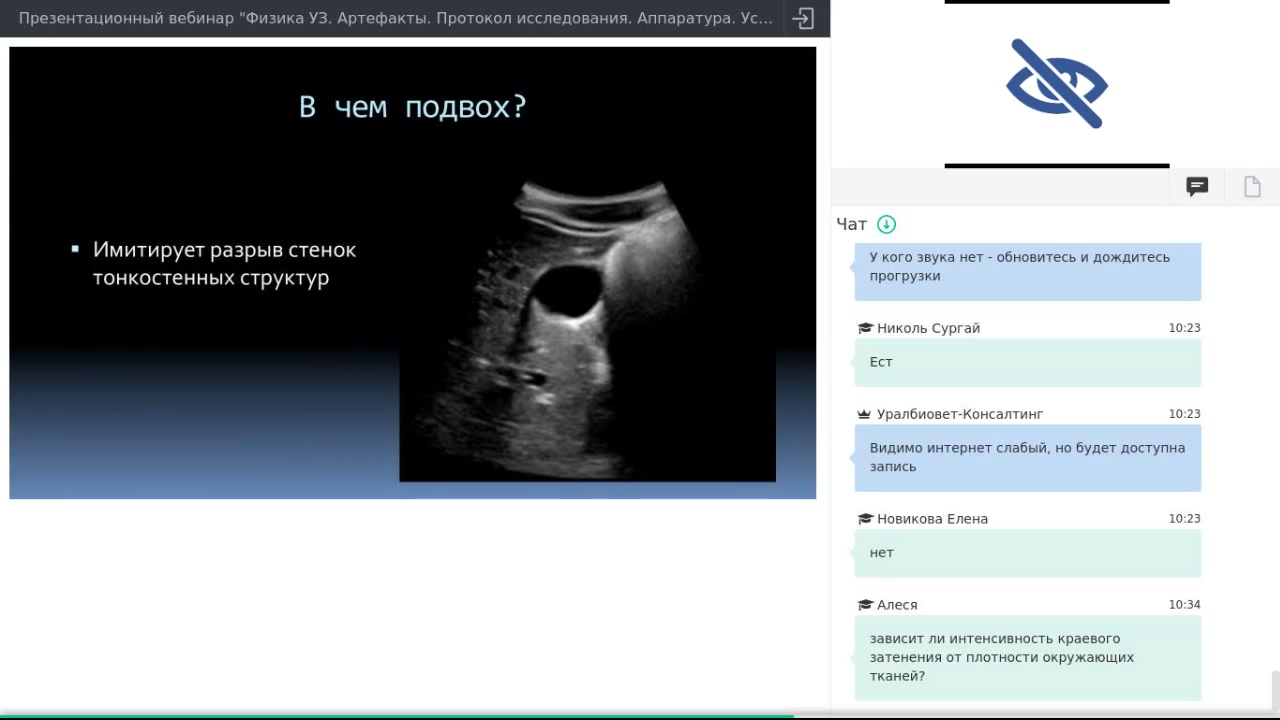 Презентационный вебинар "Физика УЗ. Артефакты. Протокол исследования. Аппаратура. Ус...
В чем подвох?
Имитирует разрыв стенок
тонкостенных структур
Чат
У кого звука нет - обновитесь и дождитесь
прогрузки
Николь Сургай 10:23
Ест
Уралбиовет-Консалтинг 10:23
Видимо интернет слабый, но будет доступна
запись
Новикова Елена 10:23
нет
Алеся 10:34
зависит ли интенсивность краевого
затенения от плотности окружающих
тканей?